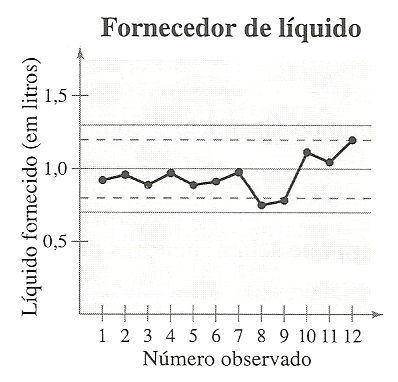 Fornecedor de líquido
Líquido fornecido (em litros)
1,5
1,0
0,5
1 2 3 4 5 6 7 8 9 10 11 12
Número observado